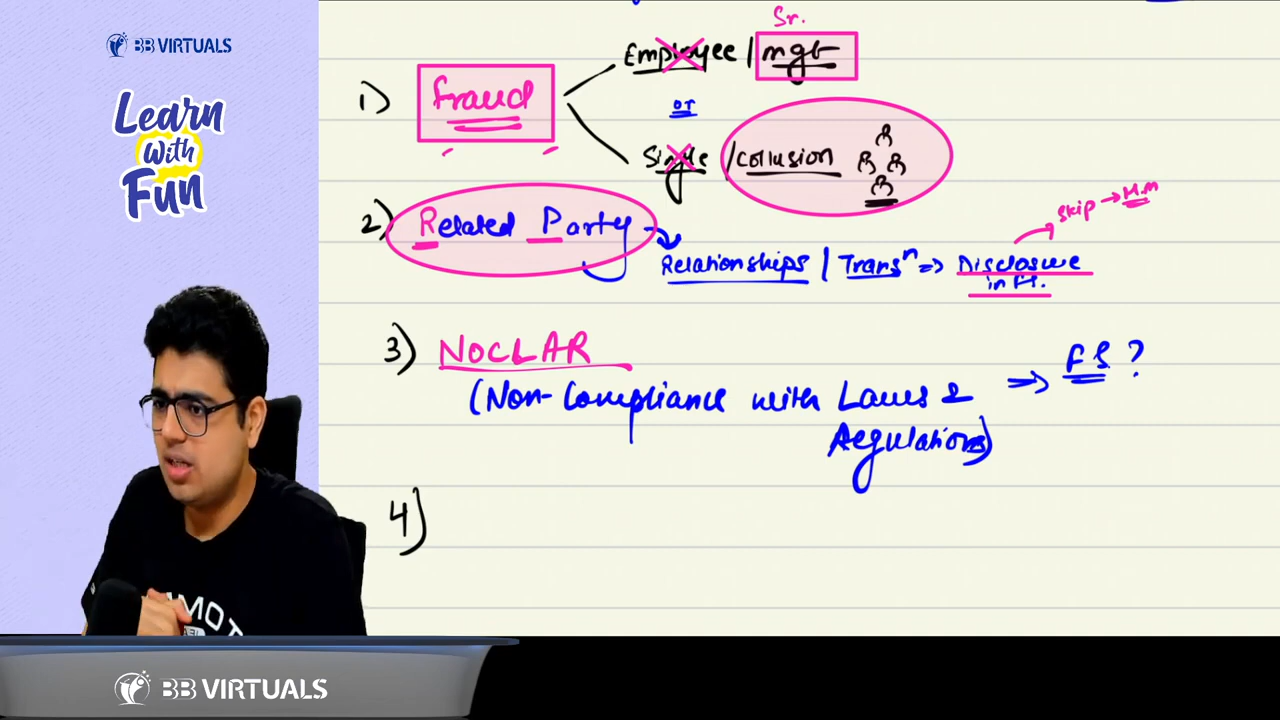 BB VIRTUALS
Learn
With
Fun
Sr.
Employee / mgt
1) fraud
or
Single / collusion
2) Related Party
Skip → H.M
Relationships / Transⁿ ⇒ Disclosure
in H.
3) NOCLAR
⇒ FS ?
(Non-Compliance with Laws &
Regulations)
4)
BB VIRTUALS